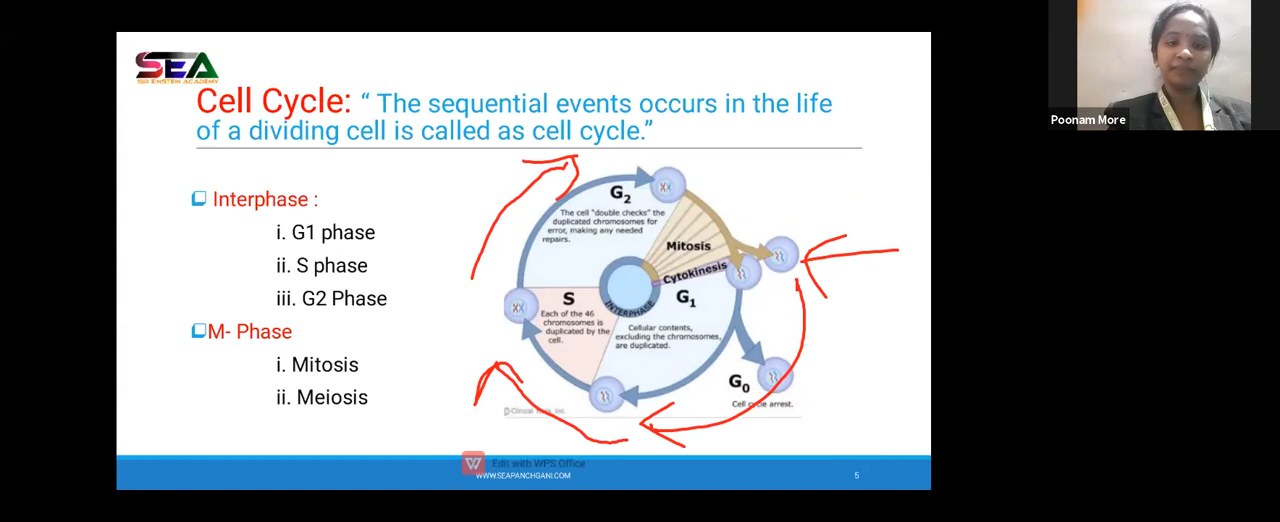 SEA
SIR EINSTEIN ACADEMY
Cell Cycle: “ The sequential events occurs in the life
of a dividing cell is called as cell cycle.”
Interphase :
i. G1 phase
ii. S phase
iii. G2 Phase
M- Phase
i. Mitosis
ii. Meiosis
G2
The cell "double checks" the
duplicated chromosomes for
error, making any needed
repairs.
Mitosis
Cytokinesis
S
Each of the 46
chromosomes is
duplicated by the
cell.
INTERPHASE
G1
Cellular contents,
excluding the chromosomes,
are duplicated.
G0
Cell cycle arrest.
Clinical Tools, Inc.
Edit with WPS Office
WWW.SEAPANCHGANI.COM
5
Poonam More